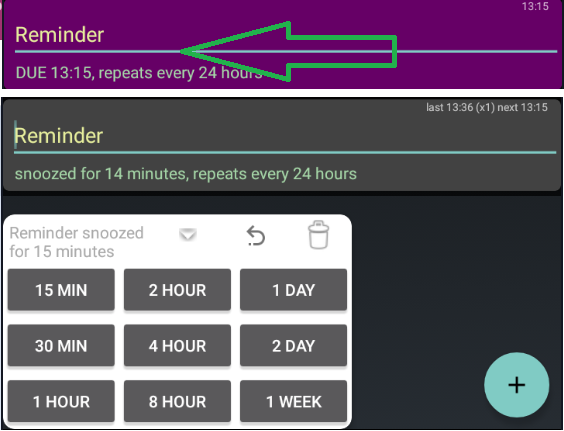 13:15
Reminder
DUE 13:15, repeats every 24 hours
last 13:36 (x1) next 13:15
Reminder
snoozed for 14 minutes, repeats every 24 hours
Reminder snoozed
for 15 minutes
15 MIN
2 HOUR
1 DAY
30 MIN
4 HOUR
2 DAY
1 HOUR
8 HOUR
1 WEEK
+